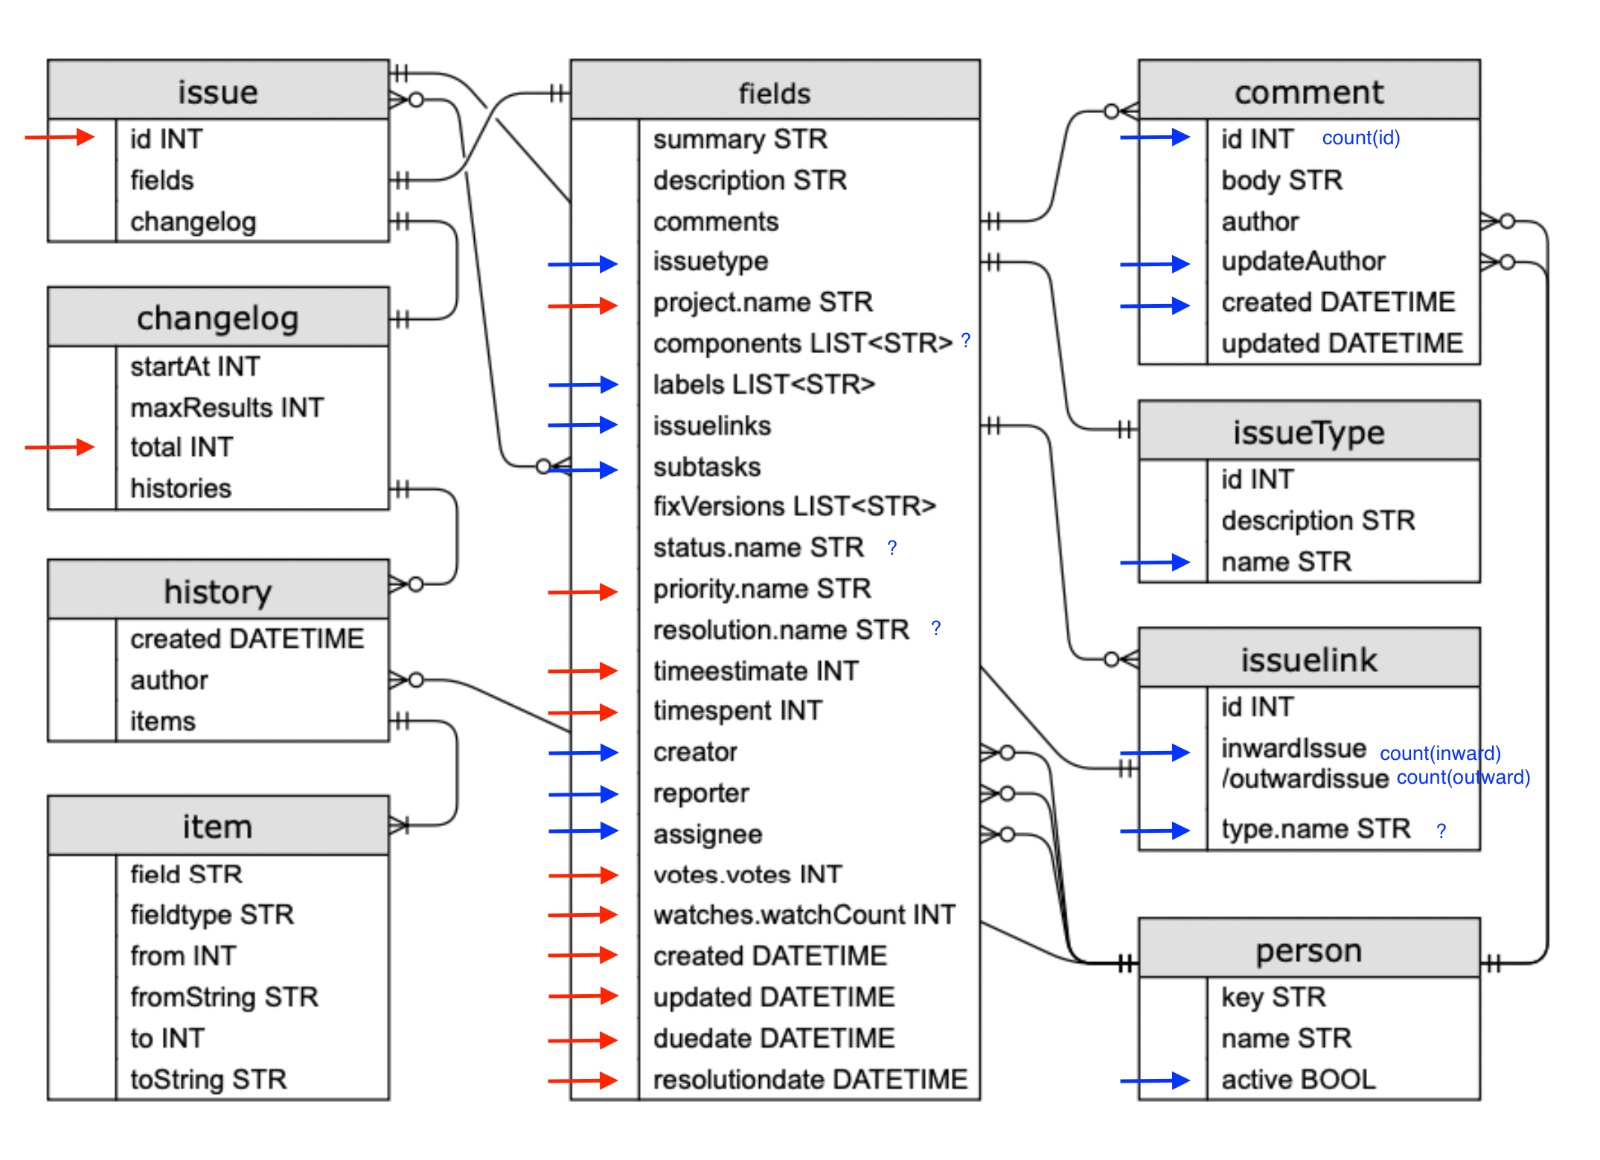 issue
id INT
fields
changelog
changelog
startAt INT
maxResults INT
total INT
histories
history
created DATETIME
author
items
item
field STR
fieldtype STR
from INT
fromString STR
to INT
toString STR
fields
summary STR
description STR
comments
issuetype
project.name STR
components LIST<STR> ?
labels LIST<STR>
issuelinks
subtasks
fixVersions LIST<STR>
status.name STR ?
priority.name STR
resolution.name STR ?
timeestimate INT
timespent INT
creator
reporter
assignee
votes.votes INT
watches.watchCount INT
created DATETIME
updated DATETIME
duedate DATETIME
resolutiondate DATETIME
comment
id INT count(id)
body STR
author
updateAuthor
created DATETIME
updated DATETIME
issueType
id INT
description STR
name STR
issuelink
id INT
inwardIssue count(inward)
/outwardissue count(outward)
type.name STR ?
person
key STR
name STR
active BOOL